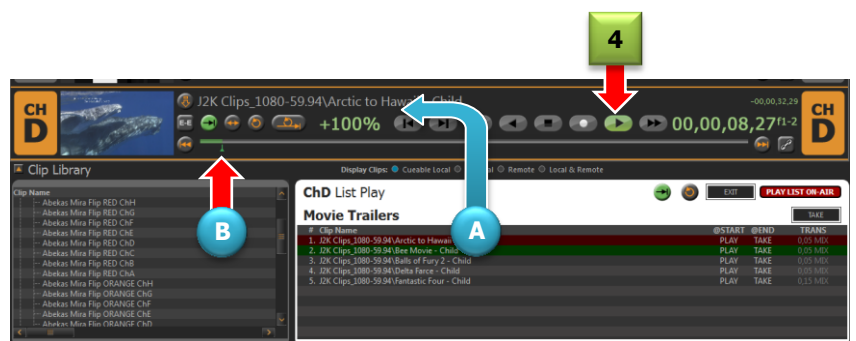 4
CH
D
J2K Clips_1080-59.94\Arctic to Hawaii - Child
-00,00,32,29
CH
D
E-E
+100%
00,00,08,27f1-2
Clip Library
Display Clips: Cueable Local Remote Local & Remote
Clip Name
Abekas Mira Flip RED ChH
Abekas Mira Flip RED ChG
Abekas Mira Flip RED ChF
Abekas Mira Flip RED ChE
Abekas Mira Flip RED ChD
Abekas Mira Flip RED ChC
Abekas Mira Flip RED ChB
Abekas Mira Flip RED ChA
Abekas Mira Flip ORANGE ChH
Abekas Mira Flip ORANGE ChG
Abekas Mira Flip ORANGE ChF
Abekas Mira Flip ORANGE ChE
Abekas Mira Flip ORANGE ChD
B
A
ChD List Play
EXIT
PLAY LIST ON-AIR
Movie Trailers
TAKE
# Clip Name @START @END TRANS
1. J2K Clips_1080-59.94\Arctic to Hawaii PLAY TAKE 0,05 MIX
2. J2K Clips_1080-59.94\Bee Movie - Child PLAY TAKE 0,05 MIX
3. J2K Clips_1080-59.94\Balls of Fury 2 - Child PLAY TAKE 0,05 MIX
4. J2K Clips_1080-59.94\Delta Farce - Child PLAY TAKE 0,05 MIX
5. J2K Clips_1080-59.94\Fantastic Four - Child PLAY TAKE 0,15 MIX